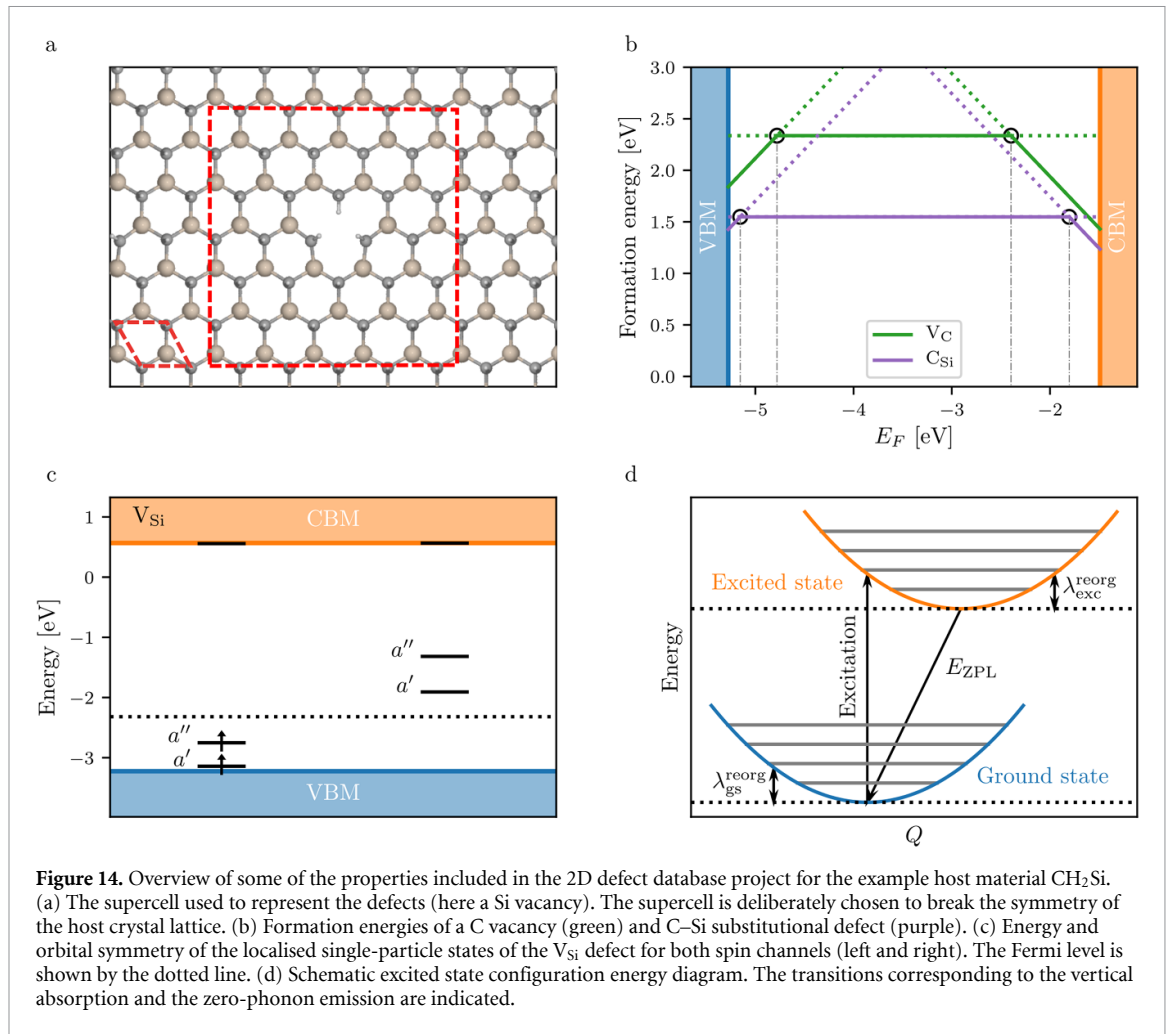 a
b
3.0
2.5
2.0
1.5
1.0
0.5
0.0
Formation energy [eV]
VBM
CBM
V_C
C_Si
−5
−4
−3
−2
E_F [eV]
c
d
1
0
−1
−2
−3
Energy [eV]
V_Si
CBM
a″
a′
a″
a′
VBM
Energy
Excited state
λ_exc^reorg
Excitation
E_ZPL
λ_gs^reorg
Ground state
Q
Figure 14. Overview of some of the properties included in the 2D defect database project for the example host material CH₂Si.
(a) The supercell used to represent the defects (here a Si vacancy). The supercell is deliberately chosen to break the symmetry of
the host crystal lattice. (b) Formation energies of a C vacancy (green) and C–Si substitutional defect (purple). (c) Energy and
orbital symmetry of the localised single-particle states of the V_Si defect for both spin channels (left and right). The Fermi level is
shown by the dotted line. (d) Schematic excited state configuration energy diagram. The transitions corresponding to the vertical
absorption and the zero-phonon emission are indicated.